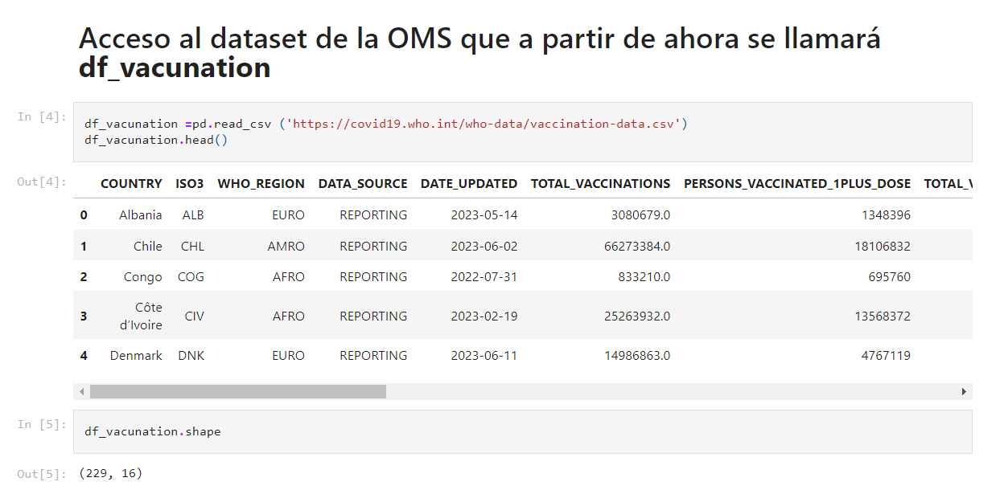 Acceso al dataset de la OMS que a partir de ahora se llamará
df_vacunation
In [4]:
df_vacunation =pd.read_csv ('https://covid19.who.int/who-data/vaccination-data.csv')
df_vacunation.head()
Out[4]:
COUNTRY ISO3 WHO_REGION DATA_SOURCE DATE_UPDATED TOTAL_VACCINATIONS PERSONS_VACCINATED_1PLUS_DOSE TOTAL_V
0 Albania ALB EURO REPORTING 2023-05-14 3080679.0 1348396
1 Chile CHL AMRO REPORTING 2023-06-02 66273384.0 18106832
2 Congo COG AFRO REPORTING 2022-07-31 833210.0 695760
3 Côte d’Ivoire CIV AFRO REPORTING 2023-02-19 25263932.0 13568372
4 Denmark DNK EURO REPORTING 2023-06-11 14986863.0 4767119
In [5]:
df_vacunation.shape
Out[5]: (229, 16)